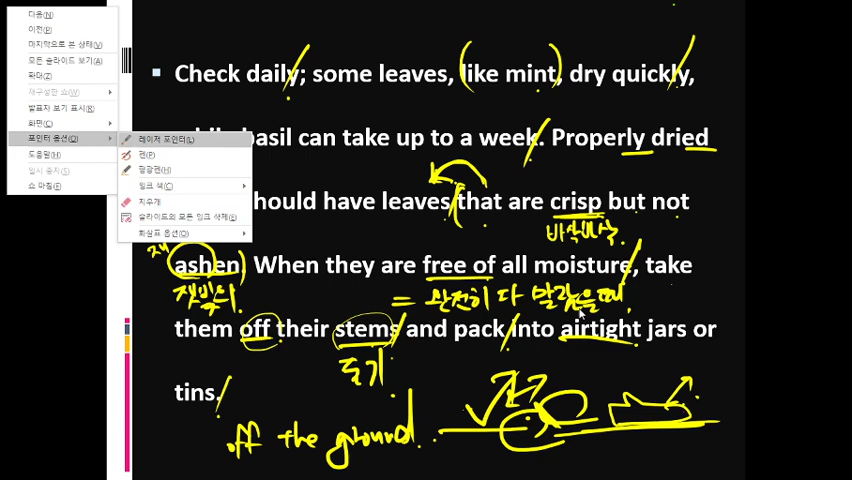 다음(N)
이전(P)
마지막으로 본 상태(V)
모든 슬라이드 보기(A)
확대(Z)
재구성한 쇼(W)
발표자 보기 표시(R)
화면(C)
포인터 옵션(O)
도움말(H)
일시 중지(S)
쇼 마침(E)
레이저 포인터(L)
펜(P)
형광펜(H)
잉크 색(C)
지우개
슬라이드의 모든 잉크 삭제(E)
화살표 옵션(O)
Check daily; some leaves, (like mint), dry quickly,
basil can take up to a week. Properly dried
should have leaves that are crisp but not
바삭바삭.
재
ashen. When they are free of all moisture, take
잿빛의. = 완전히 다 말랐을때
them off their stems and pack into airtight jars or
줄기
tins.
off the ground.